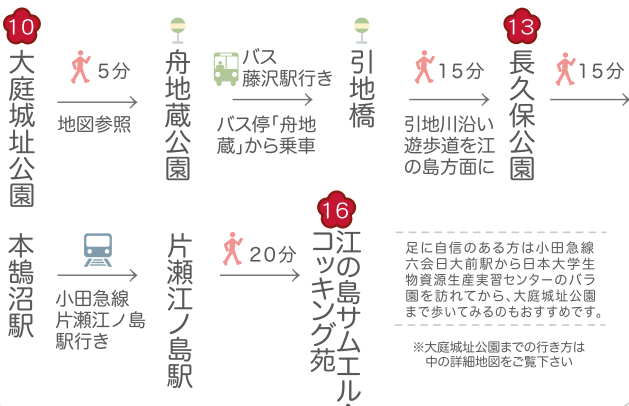 10
大庭城址公園
5分
地図参照
舟地蔵公園
バス
藤沢駅行き
バス停「舟地
蔵」から乗車
引地橋
15分
引地川沿い
遊歩道を江
の島方面に
13
長久保公園
15分
本鵠沼駅
小田急線
片瀬江ノ島
駅行き
片瀬江ノ島駅
20分
16
江の島サムエル・
コッキング苑
足に自信のある方は小田急線
六会日大前駅から日本大学生
物資源生産実習センターのバラ
園を訪れてから、大庭城址公園
まで歩いてみるのもおすすめです。
※大庭城址公園までの行き方は
中の詳細地図をご覧下さい